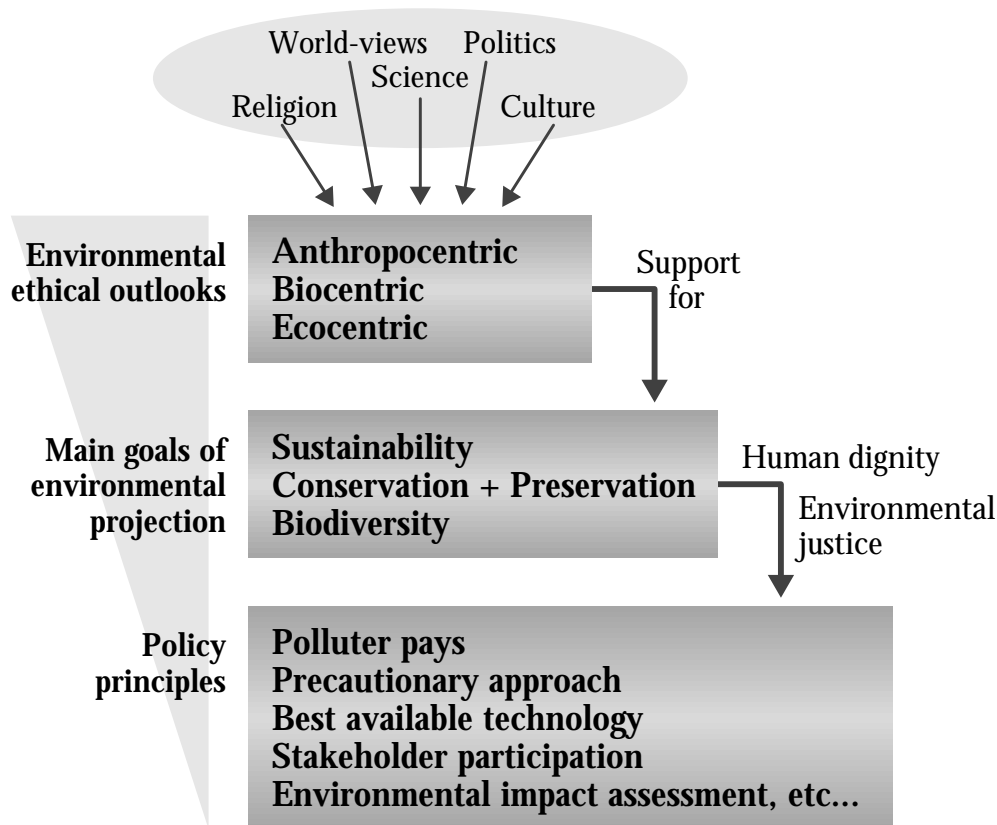 World-views Politics
Science
Religion Culture
Environmental
ethical outlooks
Anthropocentric
Biocentric
Ecocentric
Support
for
Main goals of
environmental
projection
Sustainability
Conservation + Preservation
Biodiversity
Human dignity
Environmental
justice
Policy
principles
Polluter pays
Precautionary approach
Best available technology
Stakeholder participation
Environmental impact assessment, etc...